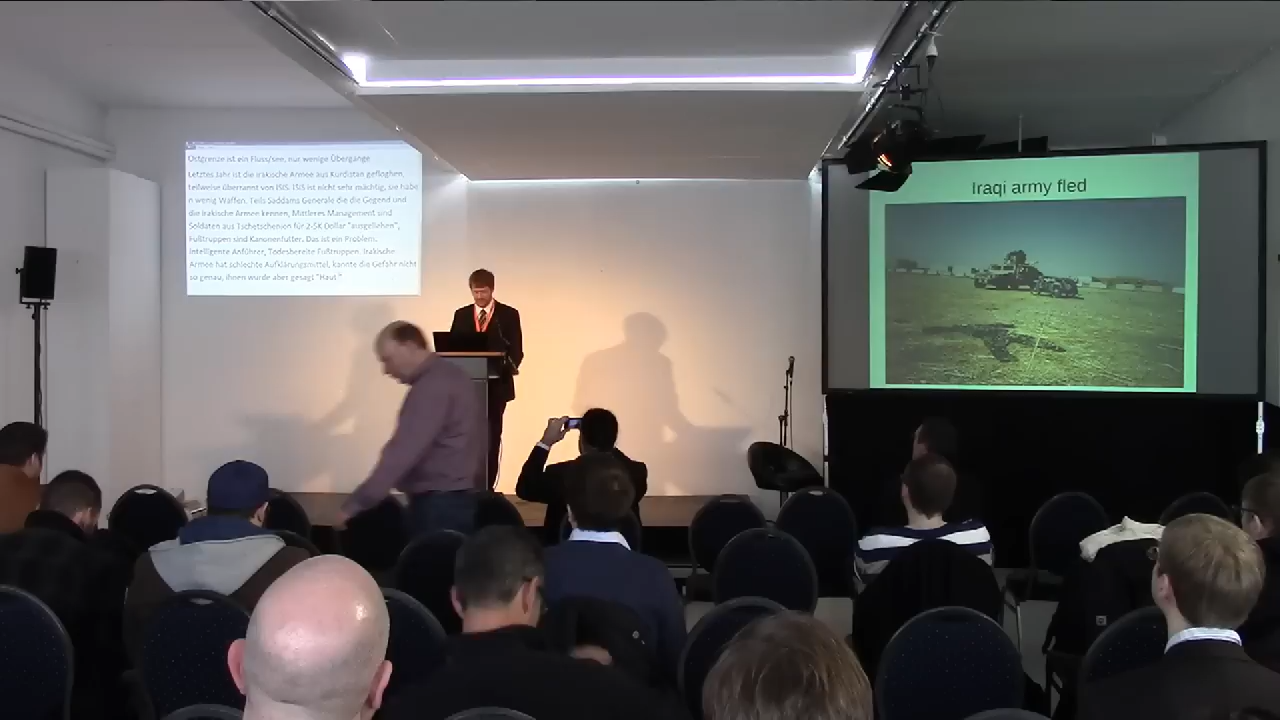 Ostgrenze ist ein Fluss/see, nur wenige Übergänge
Letztes Jahr ist die irakische Armee aus Kurdistan gefloghen,
teilweise überrannt von ISIS. ISIS ist nicht sehr mächtig, sie habe
n wenig Waffen. Teils Saddams Generale die die Gegend und
die irakische Armee kennen, Mittleres Management sind
Soldaten aus Tschetschenien für 2-5K Dollar "ausgeliehen",
Fußtruppen sind Kanonenfutter. Das ist ein Problem.
Intelligente Anführer, Todesbereite Fußtruppen. Irakische
Armee hat schlechte Aufklärungsmittel, kannte die Gefahr nicht
so genau, ihnen wurde aber gesagt "Haut"
Iraqi army fled